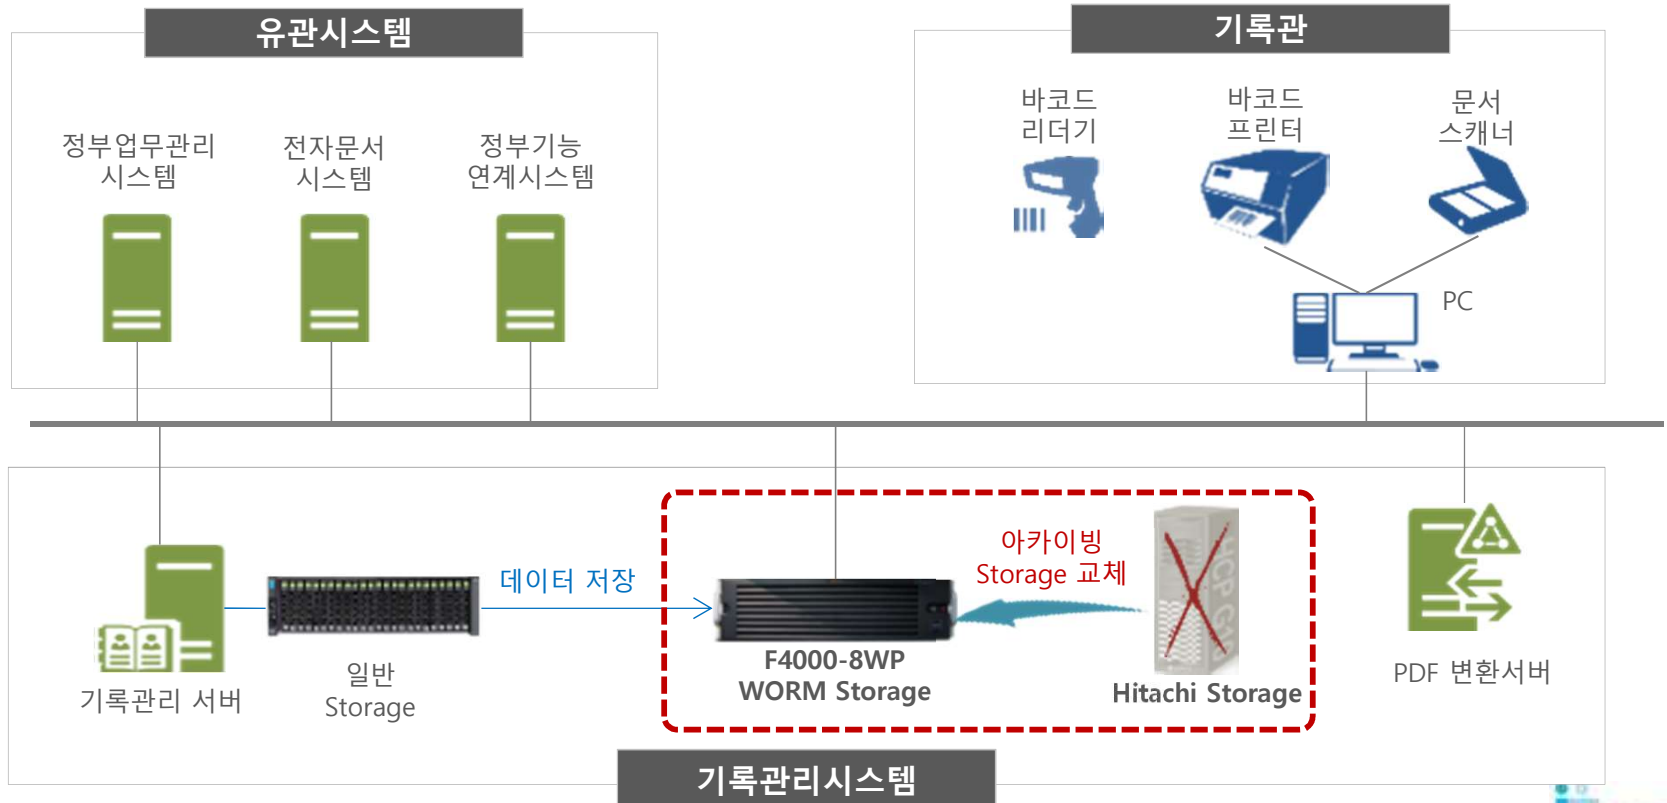 유관시스템
기록관
정부업무관리
시스템
전자문서
시스템
정부기능
연계시스템
바코드
리더기
바코드
프린터
문서
스캐너
PC
데이터 저장
아카이빙
Storage 교체
HCP G
기록관리 서버
일반
Storage
F4000-8WP
WORM Storage
Hitachi Storage
PDF 변환서버
기록관리시스템